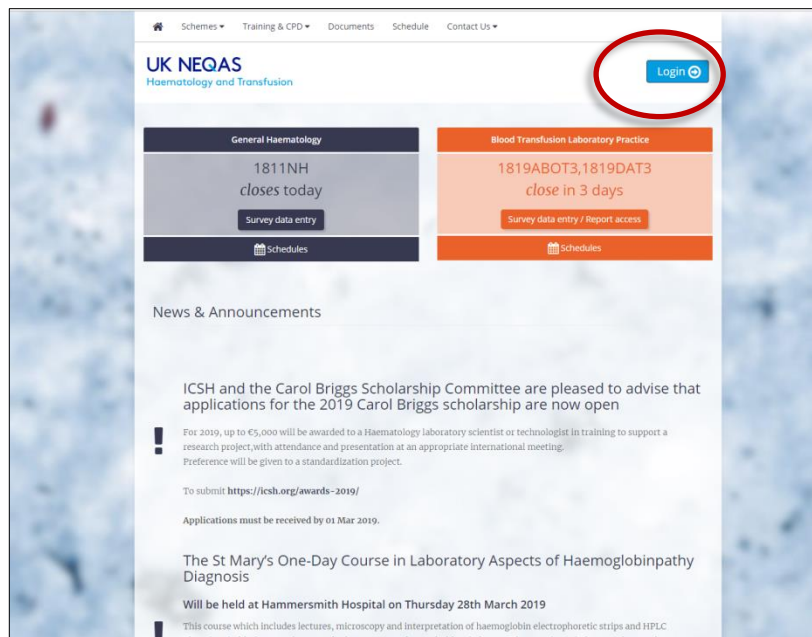 Schemes Training & CPD Documents Schedule Contact Us
UK NEQAS
Haematology and Transfusion
Login
General Haematology
1811NH
closes today
Survey data entry
Schedules
Blood Transfusion Laboratory Practice
1819ABOT3,1819DAT3
close in 3 days
Survey data entry / Report access
Schedules
News & Announcements
ICSH and the Carol Briggs Scholarship Committee are pleased to advise that
applications for the 2019 Carol Briggs scholarship are now open
For 2019, up to €5,000 will be awarded to a Haematology laboratory scientist or technologist in training to support a
research project,with attendance and presentation at an appropriate international meeting.
Preference will be given to a standardization project.
To submit https://icsh.org/awards-2019/
Applications must be received by 01 Mar 2019.
The St Mary's One-Day Course in Laboratory Aspects of Haemoglobinpathy
Diagnosis
Will be held at Hammersmith Hospital on Thursday 28th March 2019
This course which includes lectures, microscopy and interpretation of haemoglobin electrophoretic strips and HPLC